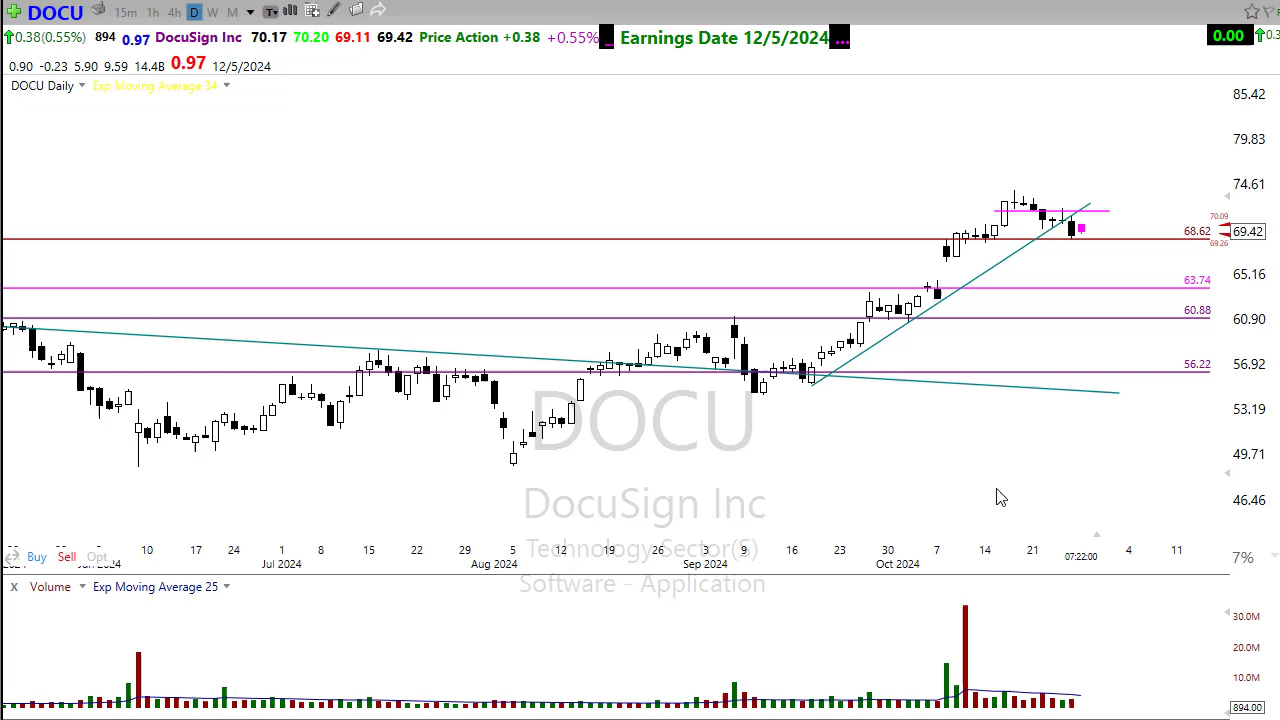 DOCU 15m 1h 4h D W M T
0.38(0.55%) 894 0.97 DocuSign Inc 70.17 70.20 69.11 69.42 Price Action +0.38 +0.55% ... Earnings Date 12/5/2024 ... 0.00 0.3
0.90 -0.23 5.90 9.59 14.4B 0.97 12/5/2024
DOCU Daily Exp Moving Average 34
85.42
79.83
74.61
70.09
68.62 69.42
69.26
65.16
63.74
60.88 60.90
56.22 56.92
53.19
DOCU
49.71
DocuSign Inc
46.46
10 17 24 1 8 15 22 29 5 12 19 26 3 9 16 23 30 7 14 21 07:22:00 4 11
Technology Sector(S)
Buy Sell Opt 7%
Jun 2024 Jul 2024 Aug 2024 Sep 2024 Oct 2024
Software - Application
X Volume Exp Moving Average 25
30.0M
20.0M
10.0M
894.00